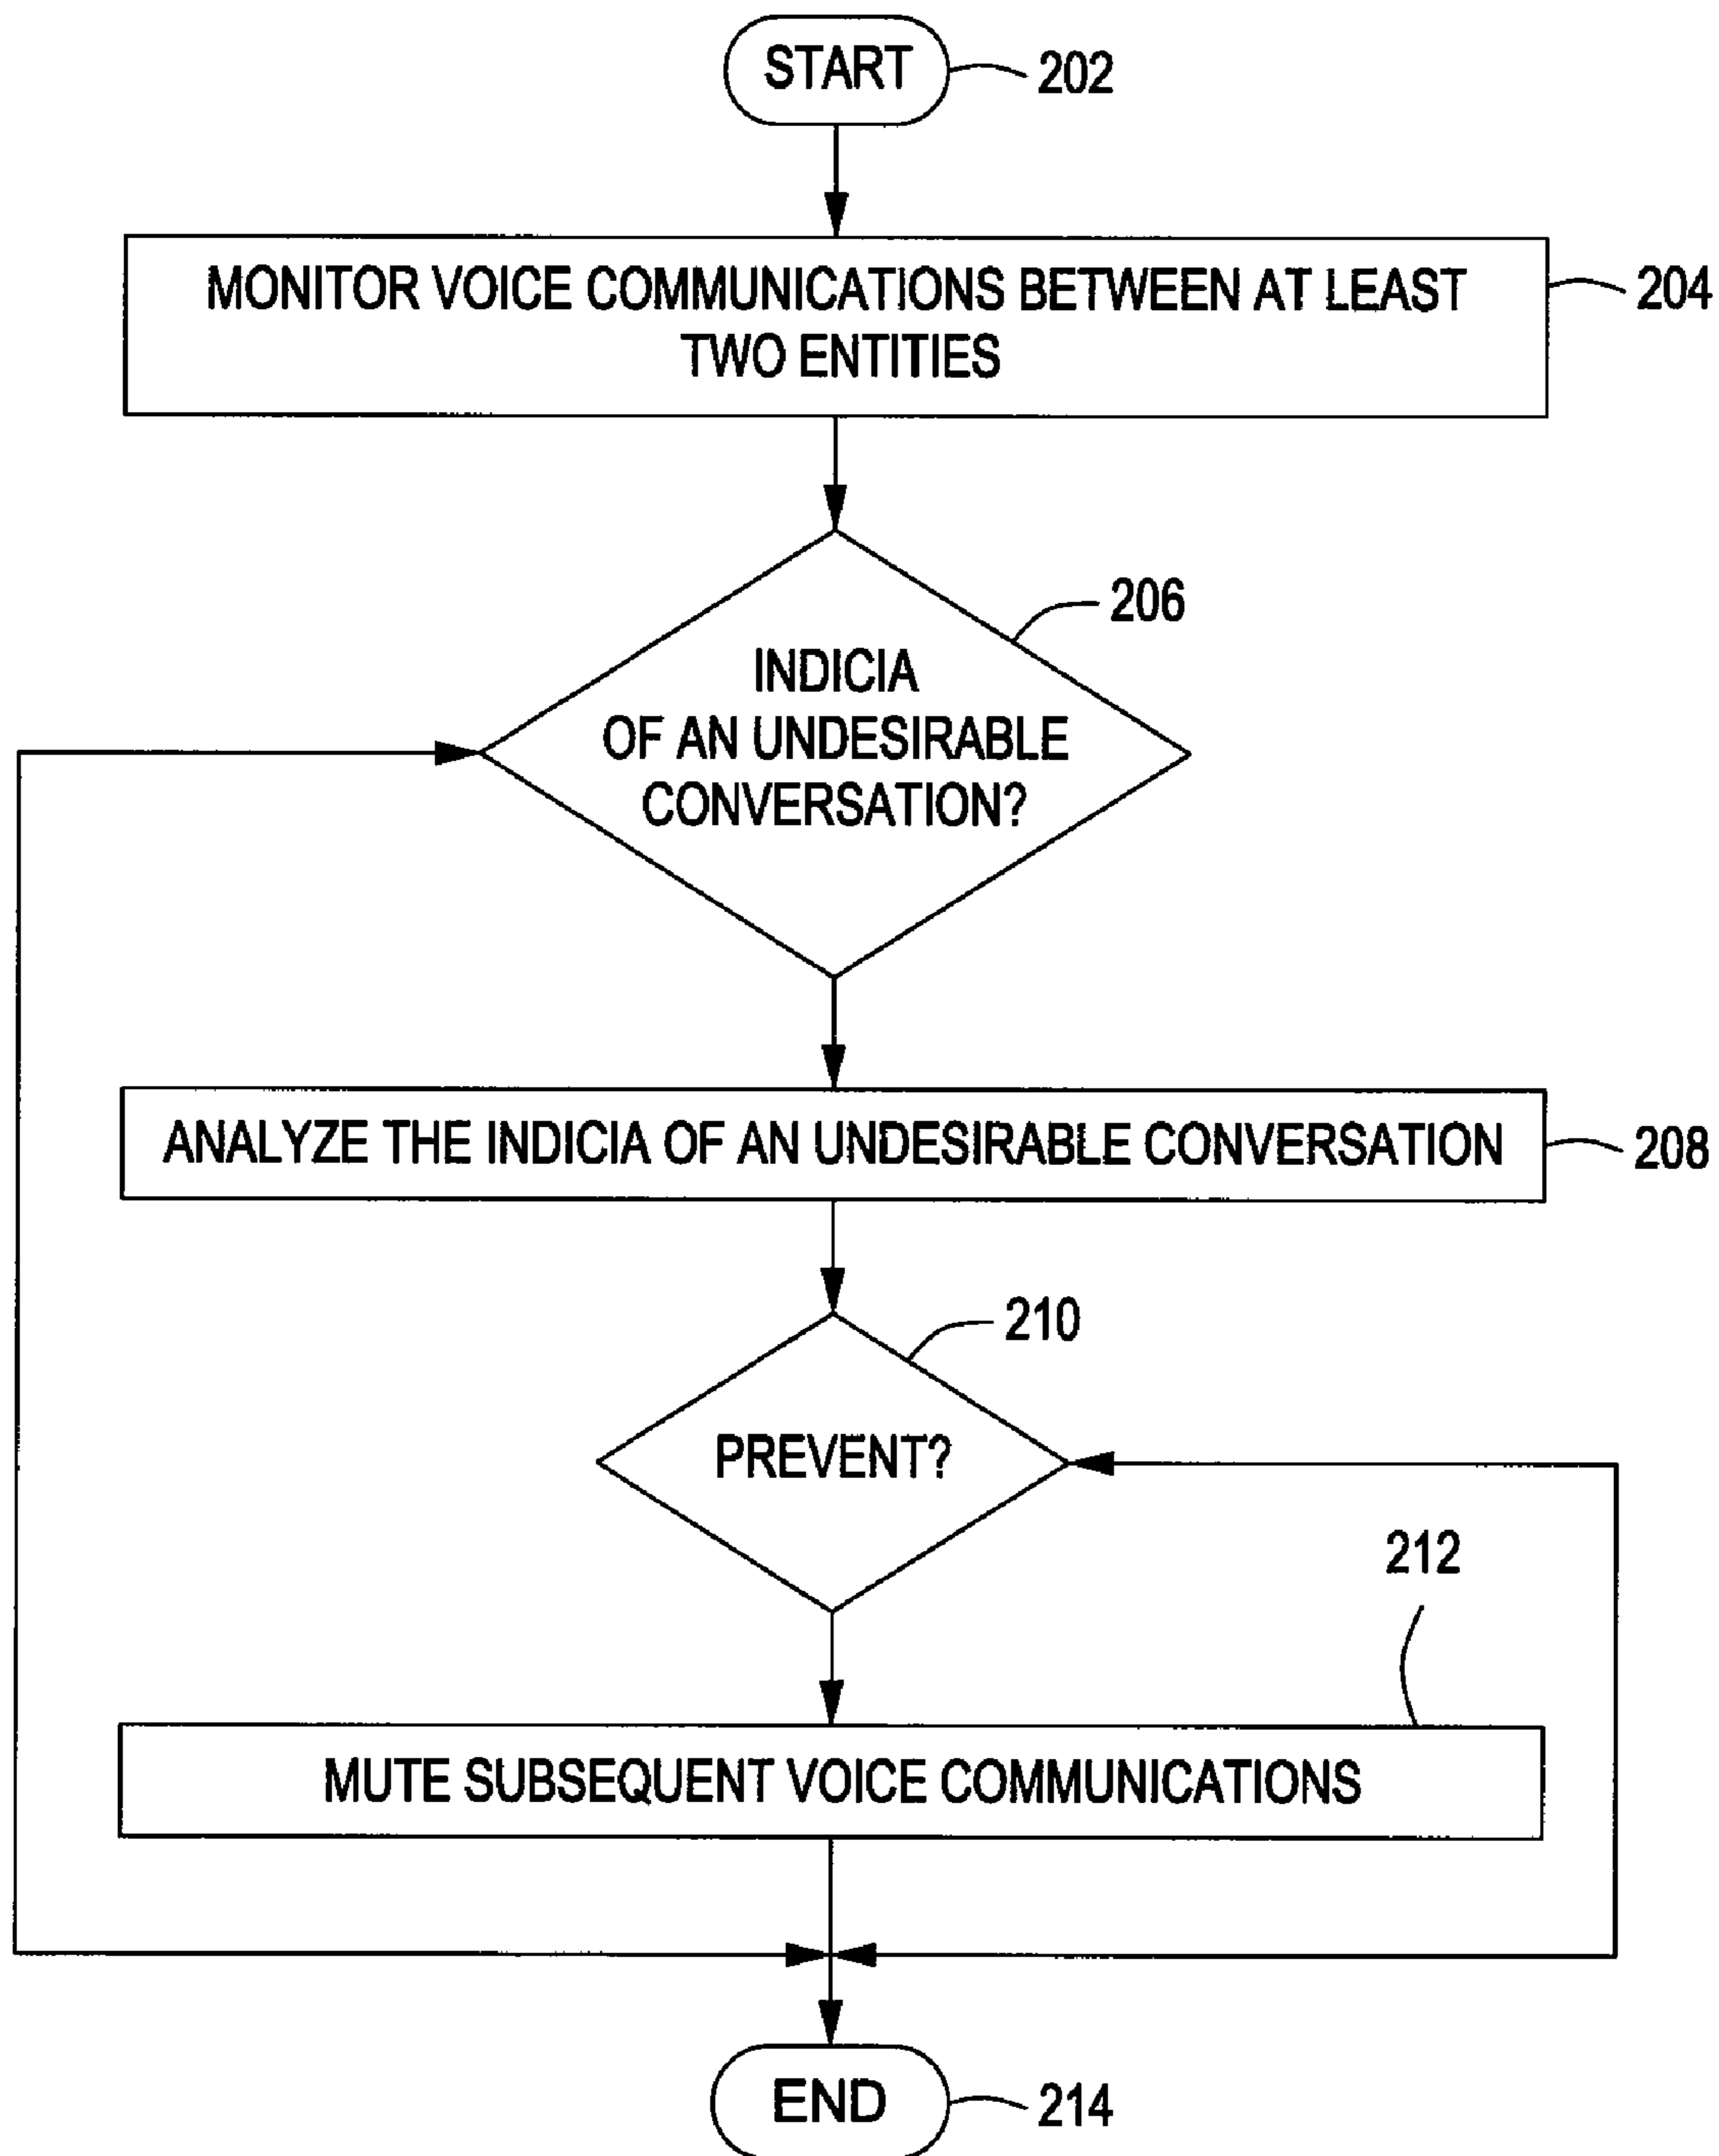 START
202
MONITOR VOICE COMMUNICATIONS BETWEEN AT LEAST
TWO ENTITIES
204
206
INDICIA
OF AN UNDESIRABLE
CONVERSATION?
ANALYZE THE INDICIA OF AN UNDESIRABLE CONVERSATION
208
210
PREVENT?
212
MUTE SUBSEQUENT VOICE COMMUNICATIONS
END
214